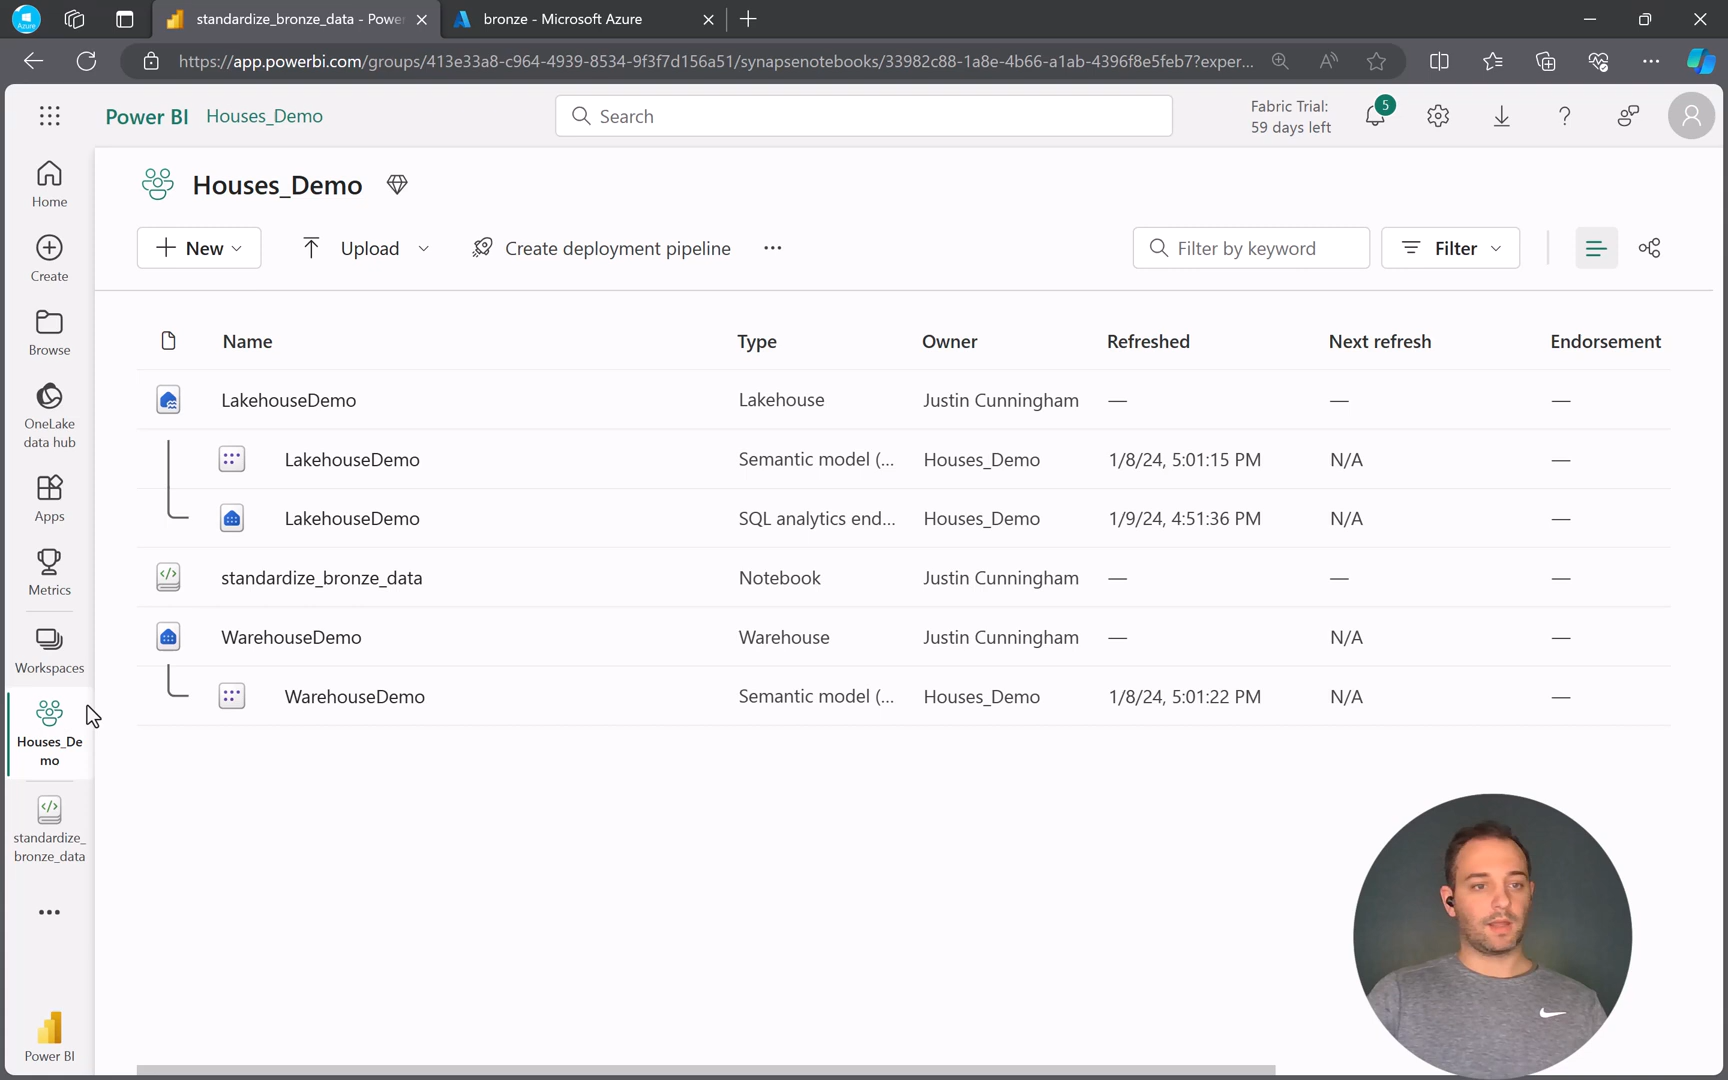 standardize_bronze_data - Powe
bronze - Microsoft Azure
https://app.powerbi.com/groups/413e33a8-c964-4939-8534-9f3f7d156a51/synapsenotebooks/33982c88-1a8e-4b66-a1ab-4396f8e5feb7?exper...
Power BI Houses_Demo
Search
Fabric Trial:
59 days left
5
Home
Create
Browse
OneLake
data hub
Apps
Metrics
Workspaces
Houses_De
mo
standardize_
bronze_data
Power BI
Houses_Demo
New
Upload
Create deployment pipeline
Filter by keyword
Filter
Name Type Owner Refreshed Next refresh Endorsement
LakehouseDemo Lakehouse Justin Cunningham — — —
LakehouseDemo Semantic model (... Houses_Demo 1/8/24, 5:01:15 PM N/A —
LakehouseDemo SQL analytics end... Houses_Demo 1/9/24, 4:51:36 PM N/A —
standardize_bronze_data Notebook Justin Cunningham — — —
WarehouseDemo Warehouse Justin Cunningham — N/A —
WarehouseDemo Semantic model (... Houses_Demo 1/8/24, 5:01:22 PM N/A —